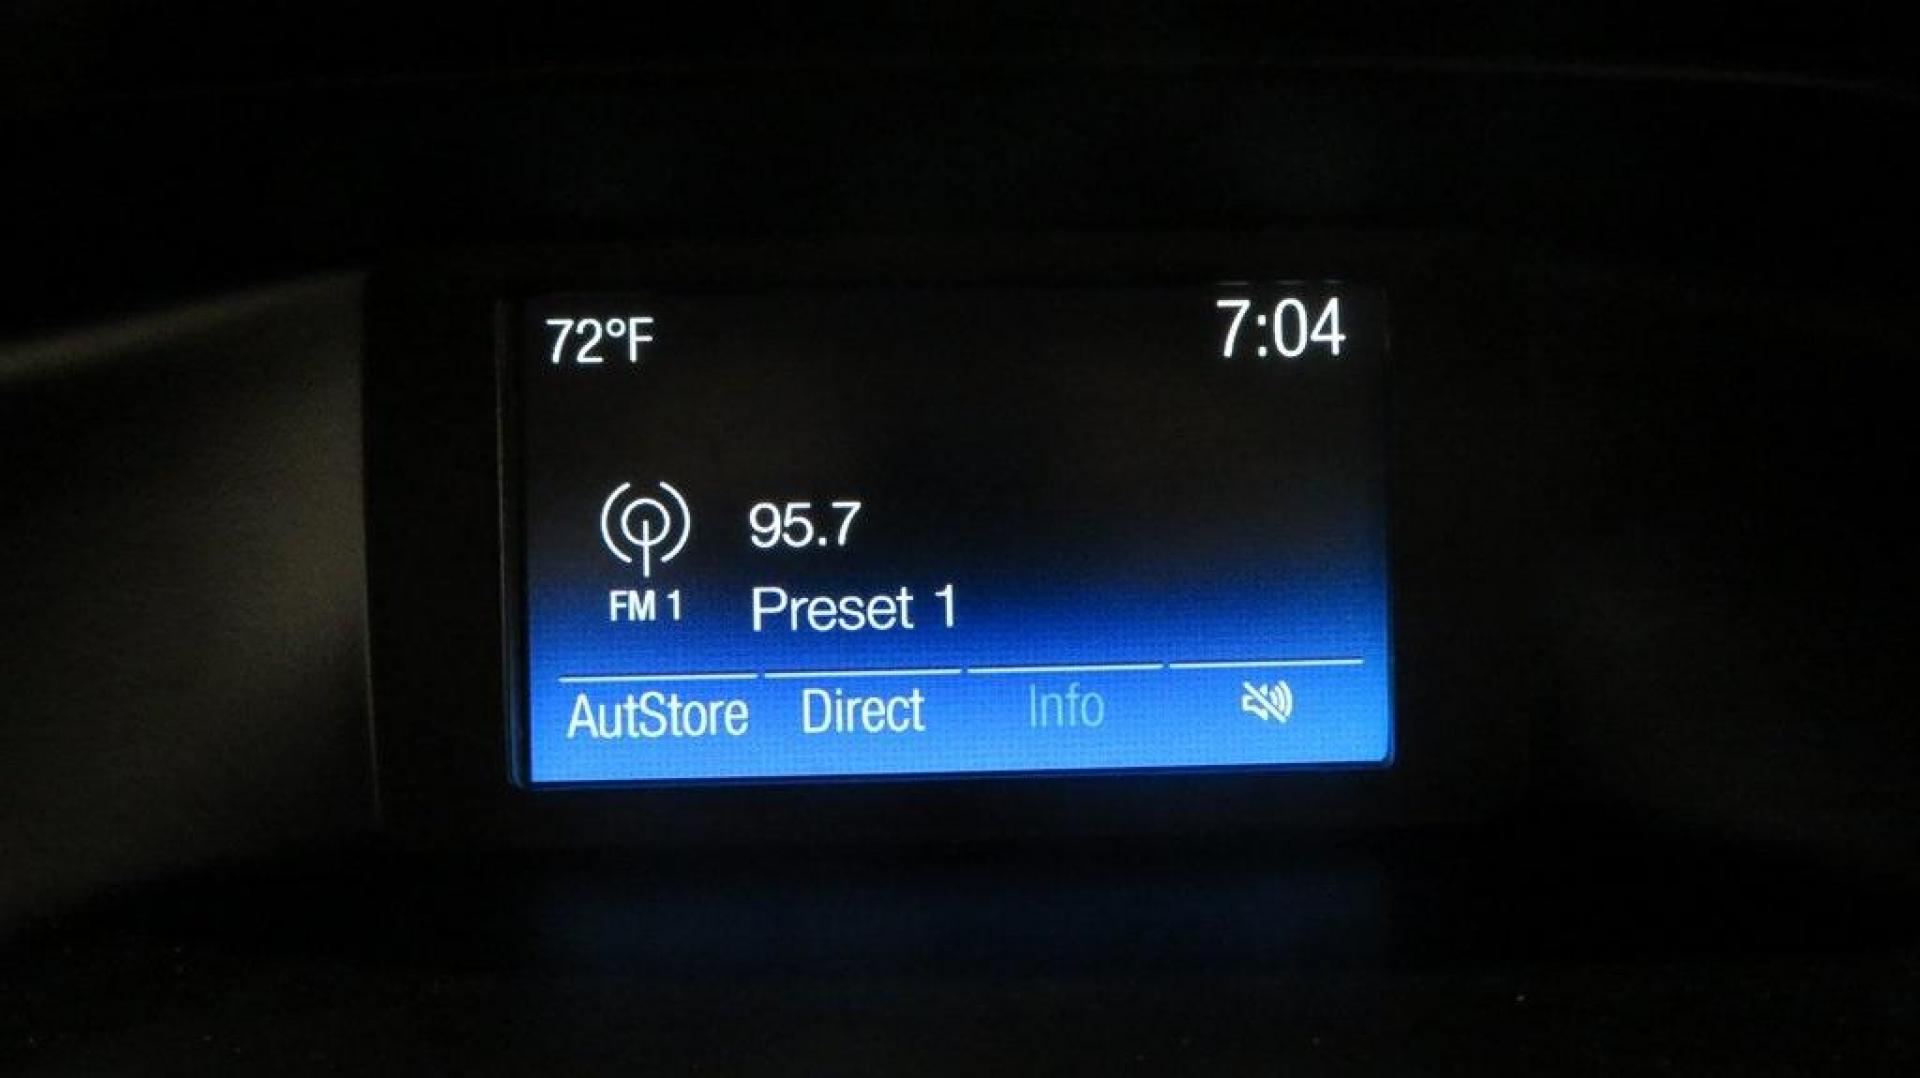 72°F 7:04
95.7
FM 1 Preset 1
AutStore Direct Info